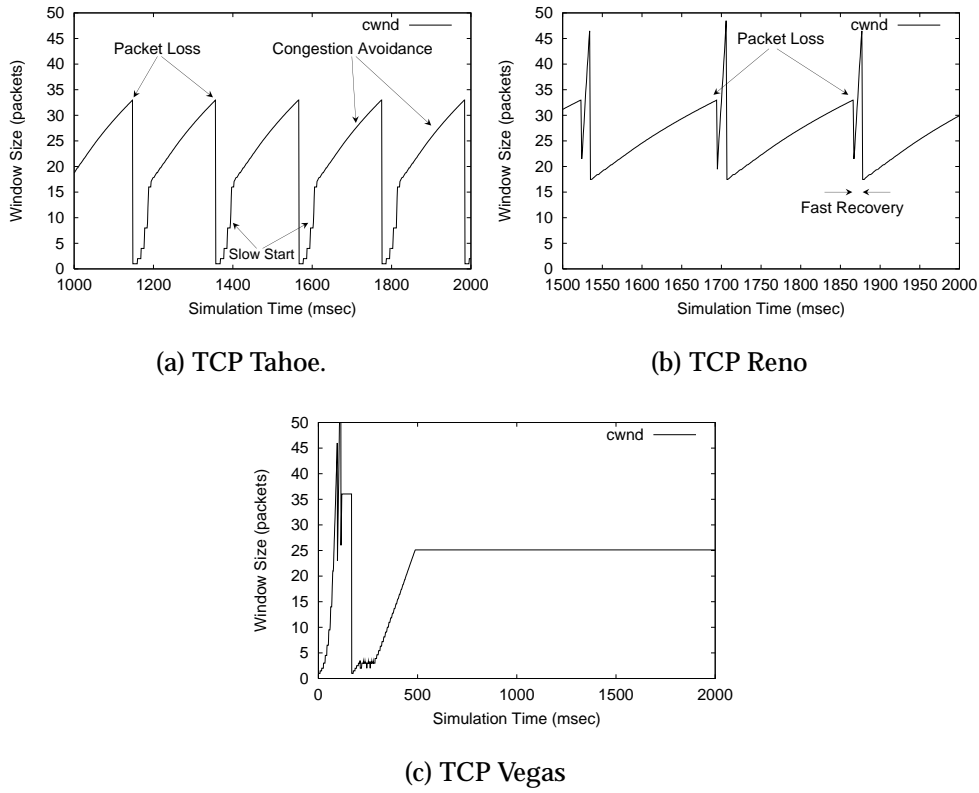 cwnd
Packet Loss
Congestion Avoidance
Slow Start
Window Size (packets)
50
45
40
35
30
25
20
15
10
5
0
1000 1200 1400 1600 1800 2000
Simulation Time (msec)
(a) TCP Tahoe.
cwnd
Packet Loss
Fast Recovery
Window Size (packets)
50
45
40
35
30
25
20
15
10
5
0
1500 1550 1600 1650 1700 1750 1800 1850 1900 1950 2000
Simulation Time (msec)
(b) TCP Reno
cwnd
Window Size (packets)
50
45
40
35
30
25
20
15
10
5
0
0 500 1000 1500 2000
Simulation Time (msec)
(c) TCP Vegas